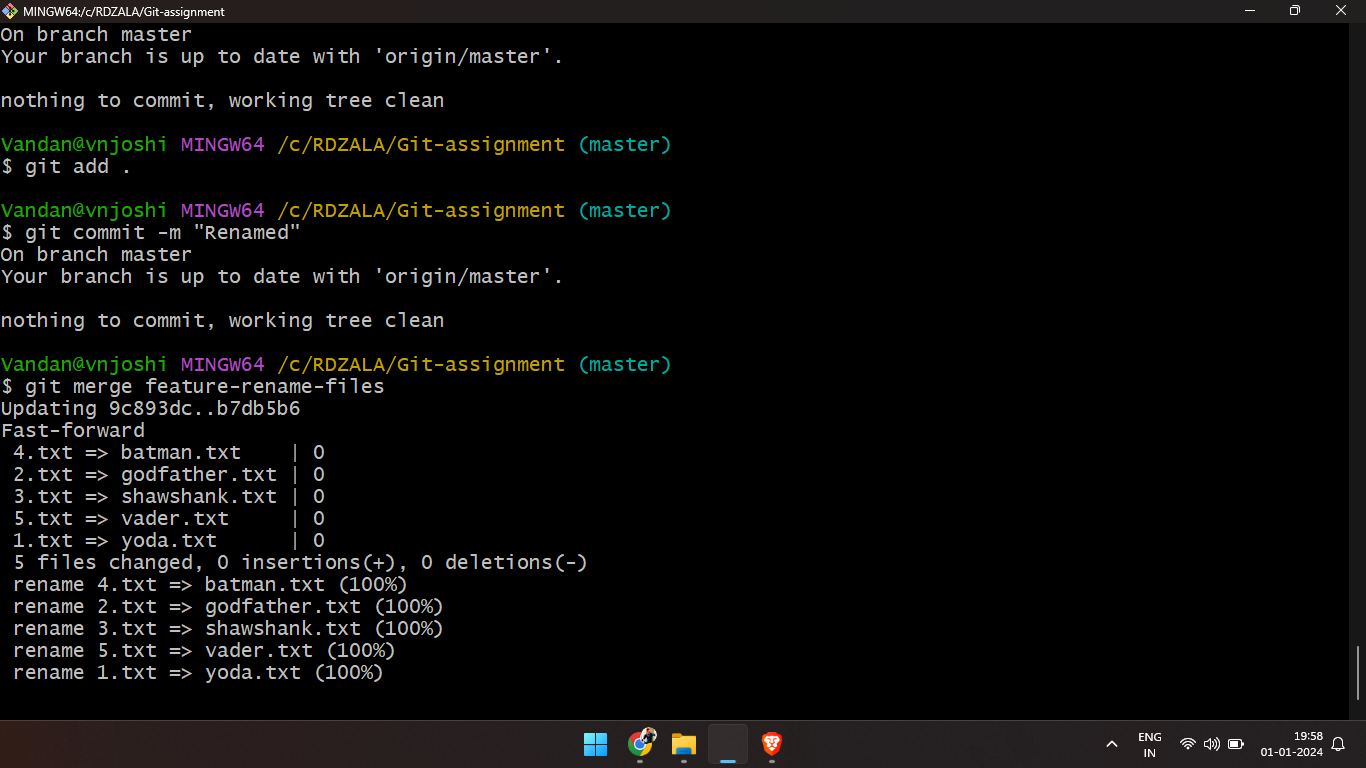 MINGW64:/c/RDZALA/Git-assignment
On branch master
Your branch is up to date with 'origin/master'.
nothing to commit, working tree clean
Vandan@vnjoshi MINGW64 /c/RDZALA/Git-assignment (master)
$ git add .
Vandan@vnjoshi MINGW64 /c/RDZALA/Git-assignment (master)
$ git commit -m "Renamed"
On branch master
Your branch is up to date with 'origin/master'.
nothing to commit, working tree clean
Vandan@vnjoshi MINGW64 /c/RDZALA/Git-assignment (master)
$ git merge feature-rename-files
Updating 9c893dc..b7db5b6
Fast-forward
 4.txt => batman.txt    | 0
 2.txt => godfather.txt | 0
 3.txt => shawshank.txt | 0
 5.txt => vader.txt     | 0
 1.txt => yoda.txt      | 0
 5 files changed, 0 insertions(+), 0 deletions(-)
 rename 4.txt => batman.txt (100%)
 rename 2.txt => godfather.txt (100%)
 rename 3.txt => shawshank.txt (100%)
 rename 5.txt => vader.txt (100%)
 rename 1.txt => yoda.txt (100%)
ENG
IN
19:58
01-01-2024